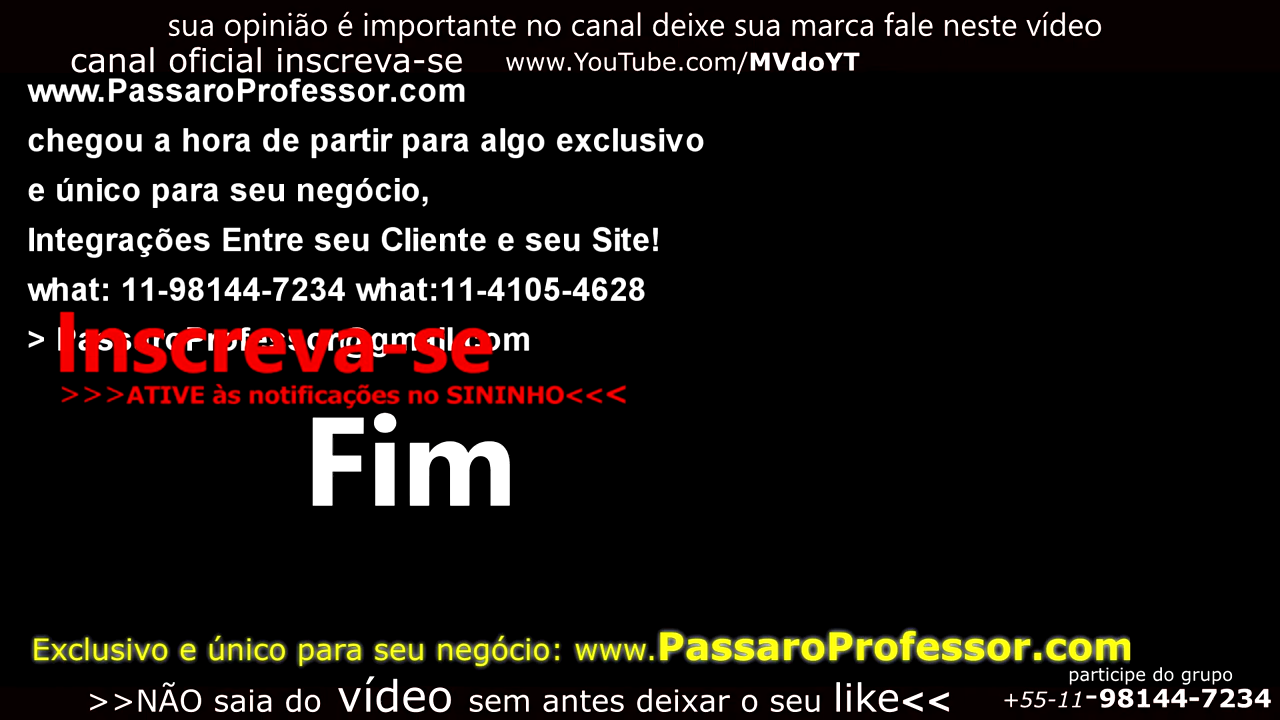 sua opinião é importante no canal deixe sua marca fale neste vídeo
canal oficial inscreva-se www.YouTube.com/MVdoYT
www.PassaroProfessor.com
chegou a hora de partir para algo exclusivo
e único para seu negócio,
Integrações Entre seu Cliente e seu Site!
what: 11-98144-7234 what:11-4105-4628
> PassaroProfessor@gmail.com
Inscreva-se
>>>ATIVE às notificações no SININHO<<<
Fim
Exclusivo e único para seu negócio: www.PassaroProfessor.com
participe do grupo
>>NÃO saia do vídeo sem antes deixar o seu like<< +55-11-98144-7234